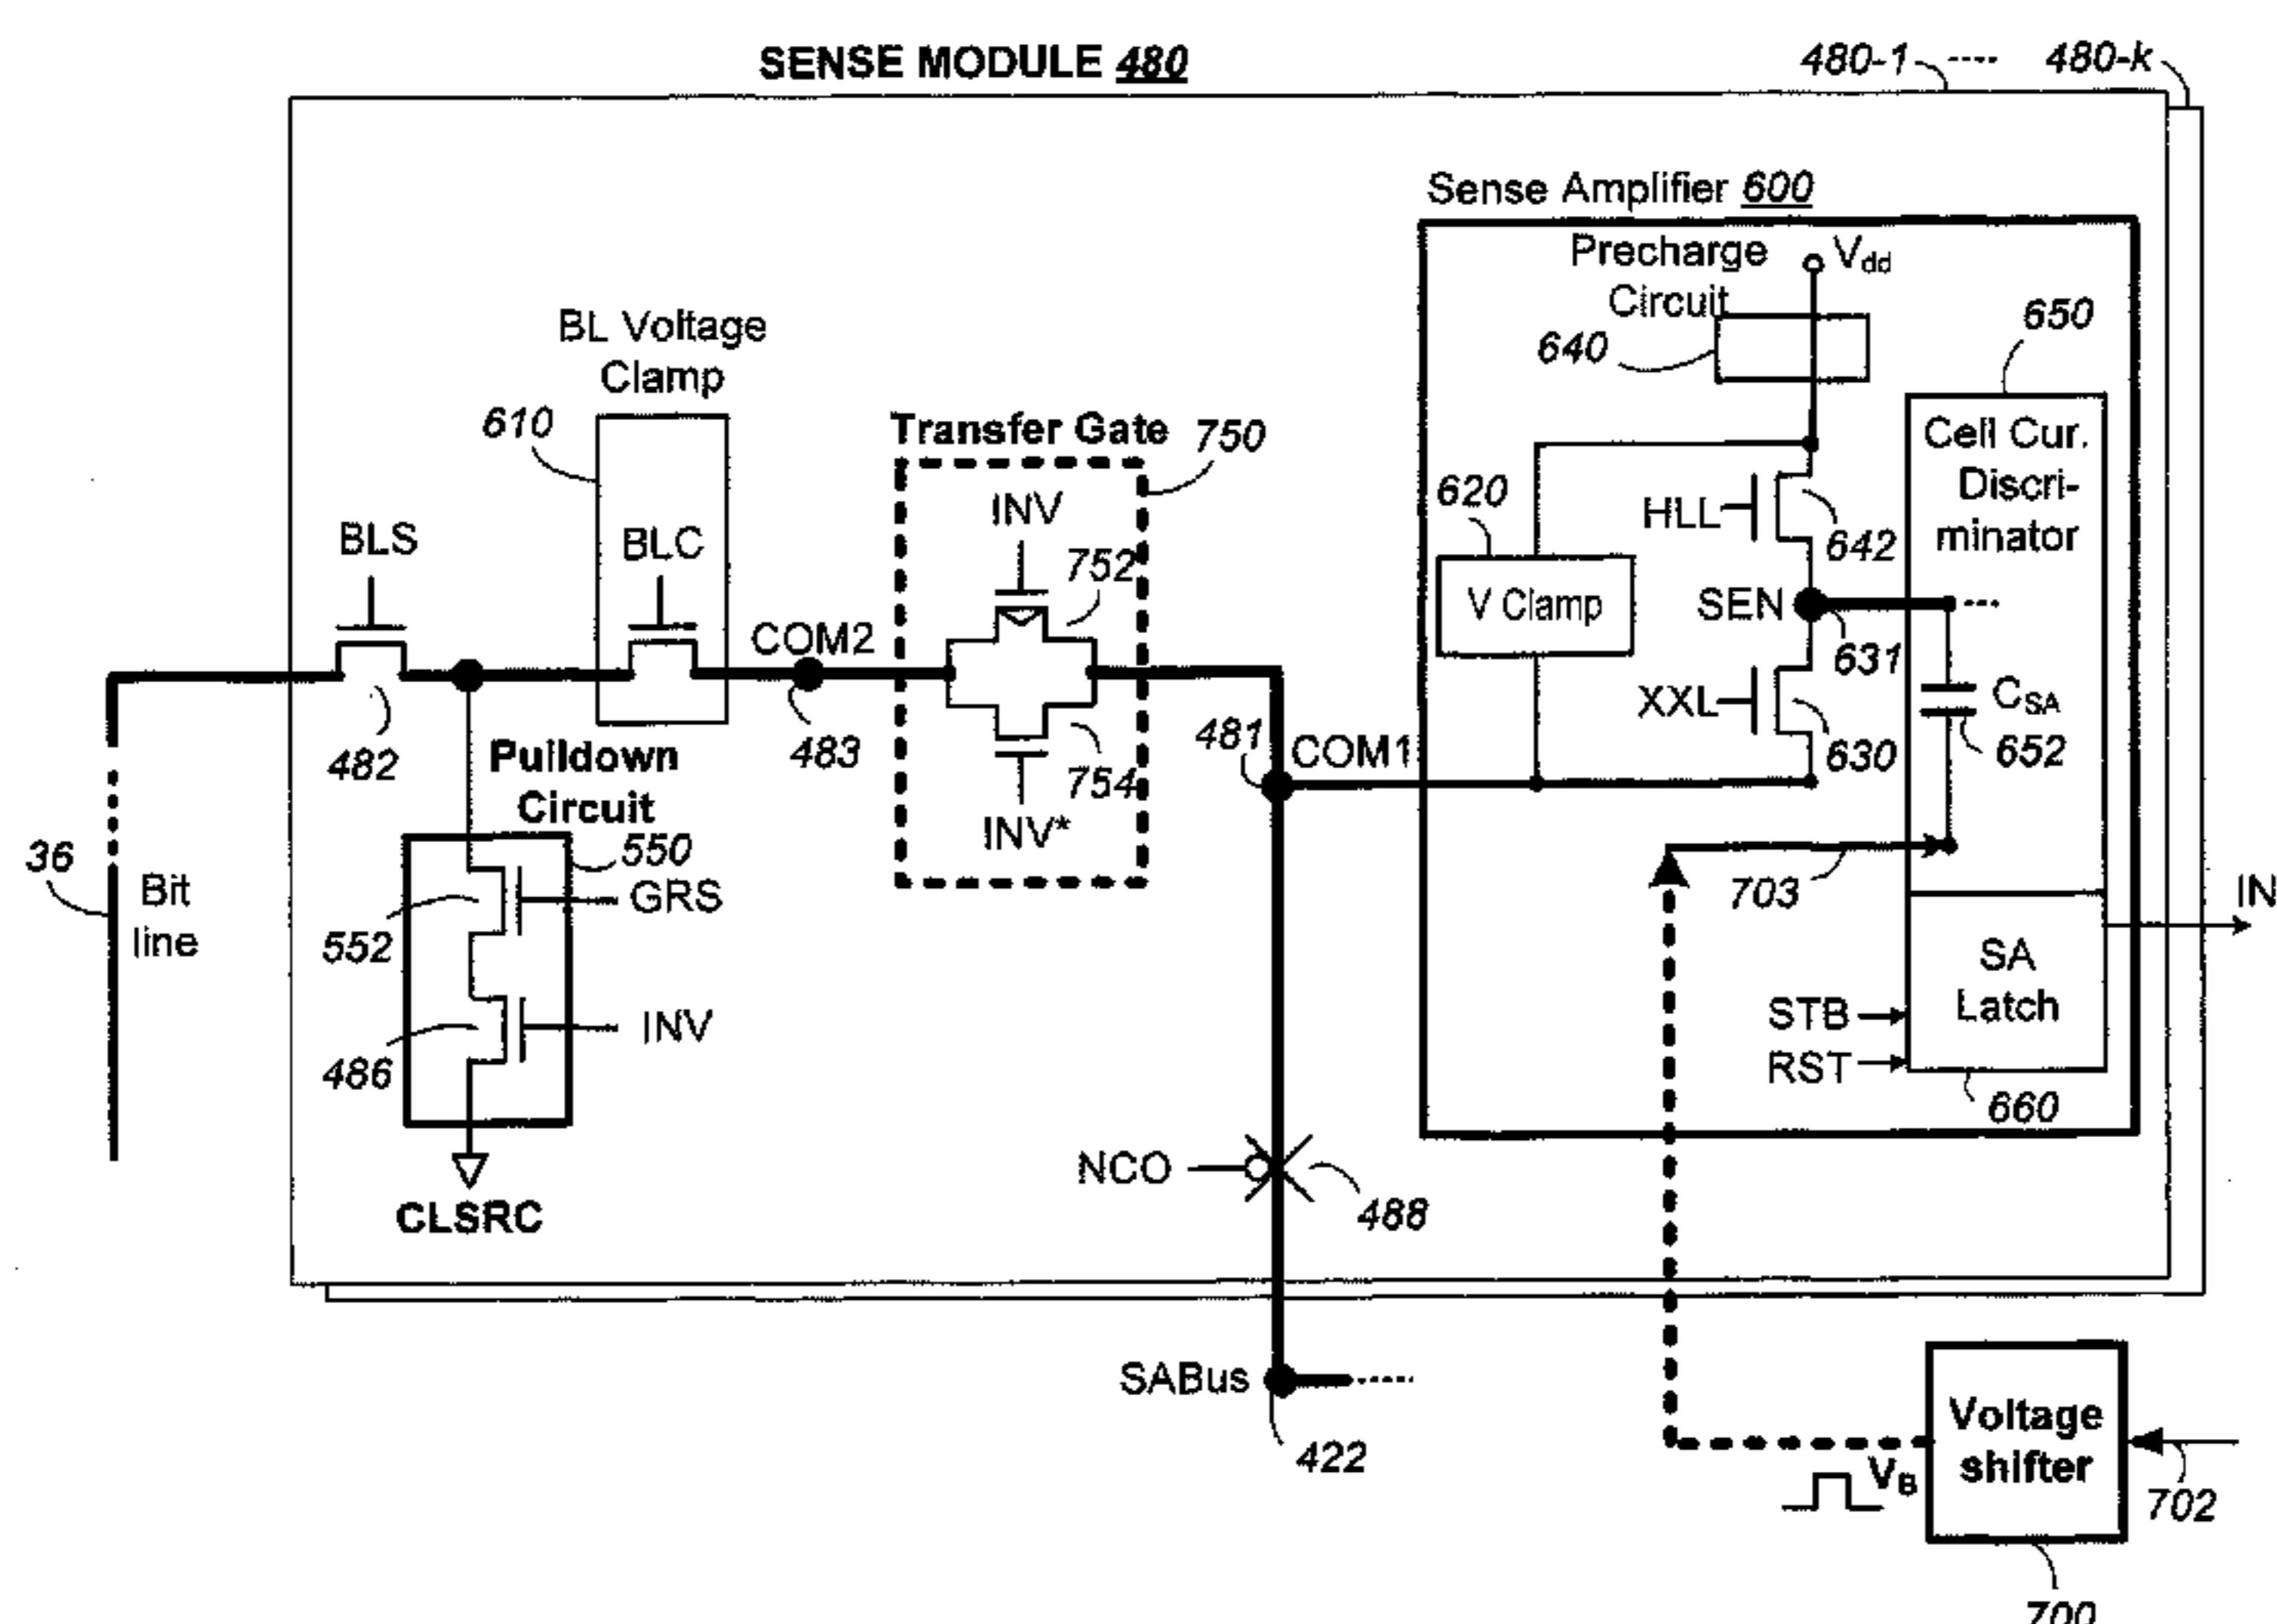 SENSE MODULE 480
480-1 ---- 480-k
Sense Amplifier 600
Precharge
Circuit
Vdd
640
650
BL Voltage
Clamp
610
Transfer Gate 750
Cell Cur.
Discri-
minator
620
HLL
642
INV
BLS
BLC
752
V Clamp
SEN
631
COM2
XXL
CSA
482
Pulldown
Circuit
483
754
481
COM1
630
652
INV*
36
Bit
line
550
GRS
552
703
IN
INV
486
SA
Latch
STB
RST
660
CLSRC
NCO
488
SABus
422
VB
Voltage
shifter
702
700